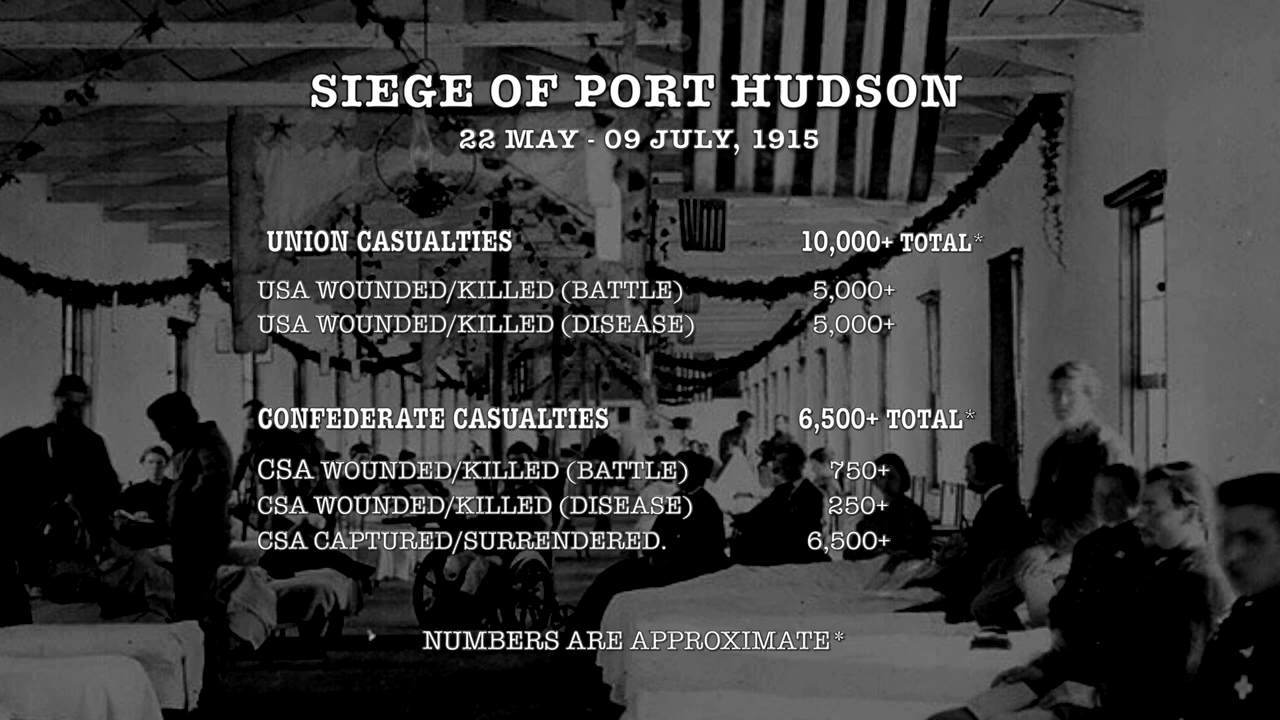 SIEGE OF PORT HUDSON
22 MAY - 09 JULY, 1915
UNION CASUALTIES 10,000+ TOTAL*
USA WOUNDED/KILLED (BATTLE) 5,000+
USA WOUNDED/KILLED (DISEASE) 5,000+
CONFEDERATE CASUALTIES 6,500+ TOTAL*
CSA WOUNDED/KILLED (BATTLE) 750+
CSA WOUNDED/KILLED (DISEASE) 250+
CSA CAPTURED/SURRENDERED. 6,500+
NUMBERS ARE APPROXIMATE*